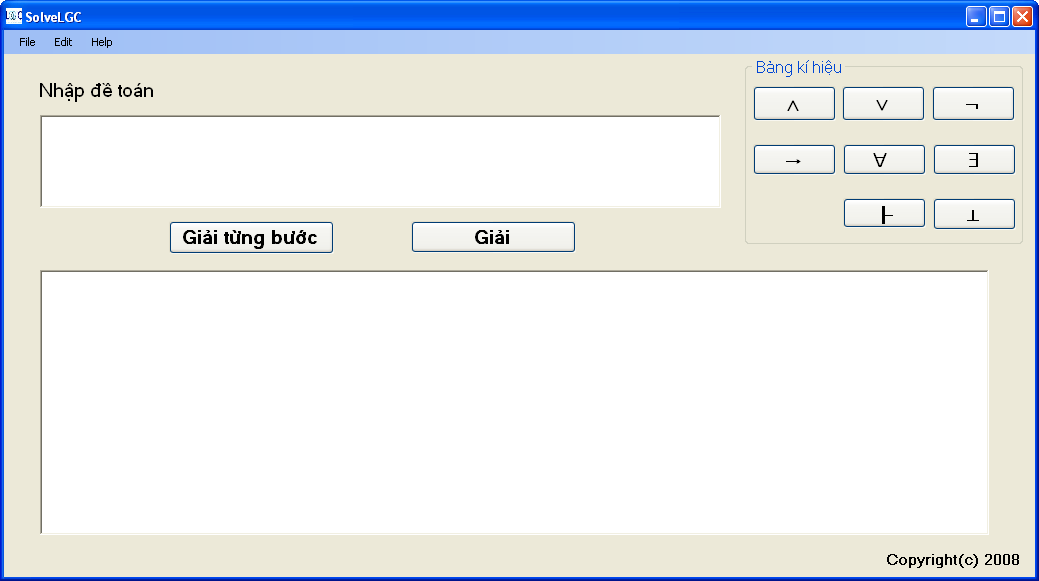 SolveLGC
File Edit Help
Nhập đề toán
Bảng kí hiệu
∧ ∨ ¬
→ ∀ ∃
├ ⊥
Giải từng bước Giải
Copyright(c) 2008